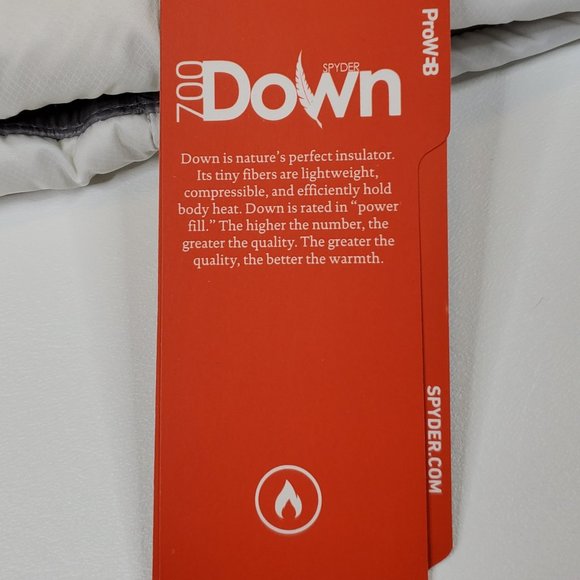 700
SPYDER
Down
Down is nature's perfect insulator.
Its tiny fibers are lightweight,
compressible, and efficiently hold
body heat. Down is rated in “power
fill.” The higher the number, the
greater the quality. The greater the
quality, the better the warmth.
ProW-B
SPYDER.COM